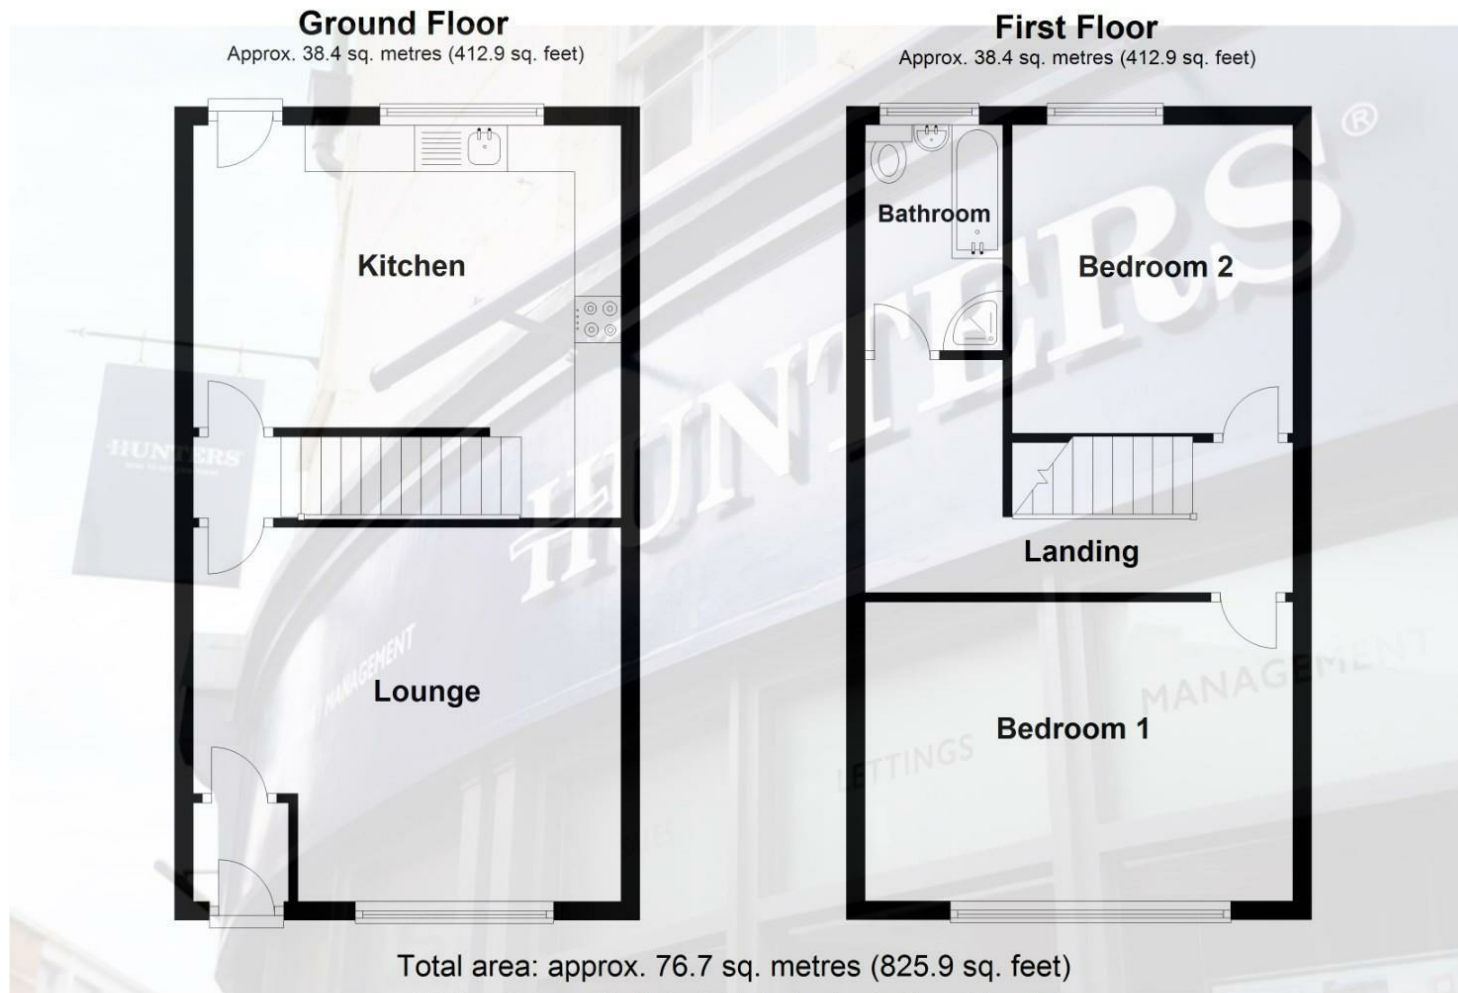 Ground Floor
Approx. 38.4 sq. metres (412.9 sq. feet)
Kitchen
Lounge
First Floor
Approx. 38.4 sq. metres (412.9 sq. feet)
Bathroom
Bedroom 2
Landing
Bedroom 1
Total area: approx. 76.7 sq. metres (825.9 sq. feet)
HUNTERS®
HUNTERS
MANAGEMENT
LETTINGS
MANAGEMENT